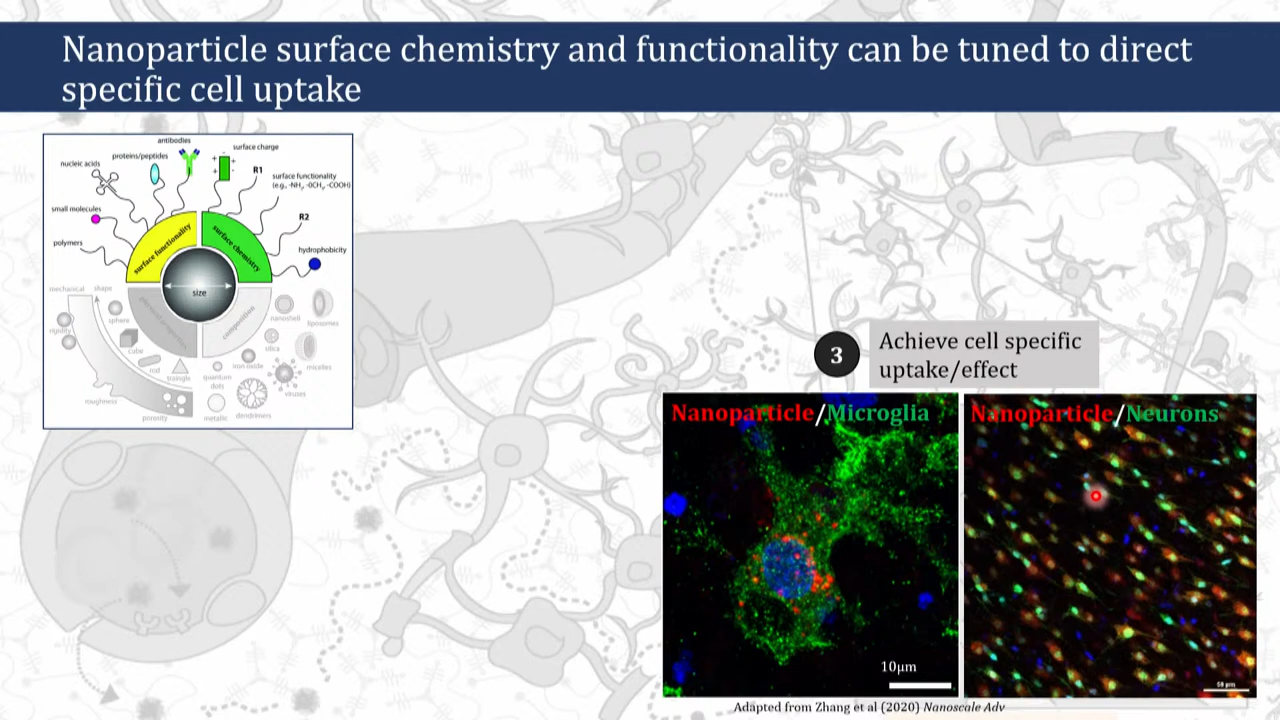 Nanoparticle surface chemistry and functionality can be tuned to direct
specific cell uptake
antibodies
surface charge
proteins/peptides
nucleic acids
R1
surface functionality
(e.g., -NH2, -OCH3, -COOH)
small molecules
R2
polymers
surface functionality
surface chemistry
hydrophobicity
size
mechanical
shape
sphere
nanoshell
liposomes
rigidity
composition
cube
silica
rod
iron oxide
micelles
triangle
quantum
dots
viruses
roughness
porosity
metallic
dendrimers
3
Achieve cell specific
uptake/effect
Nanoparticle/Microglia
Nanoparticle/Neurons
10μm
50 μm
Adapted from Zhang et al (2020) Nanoscale Adv